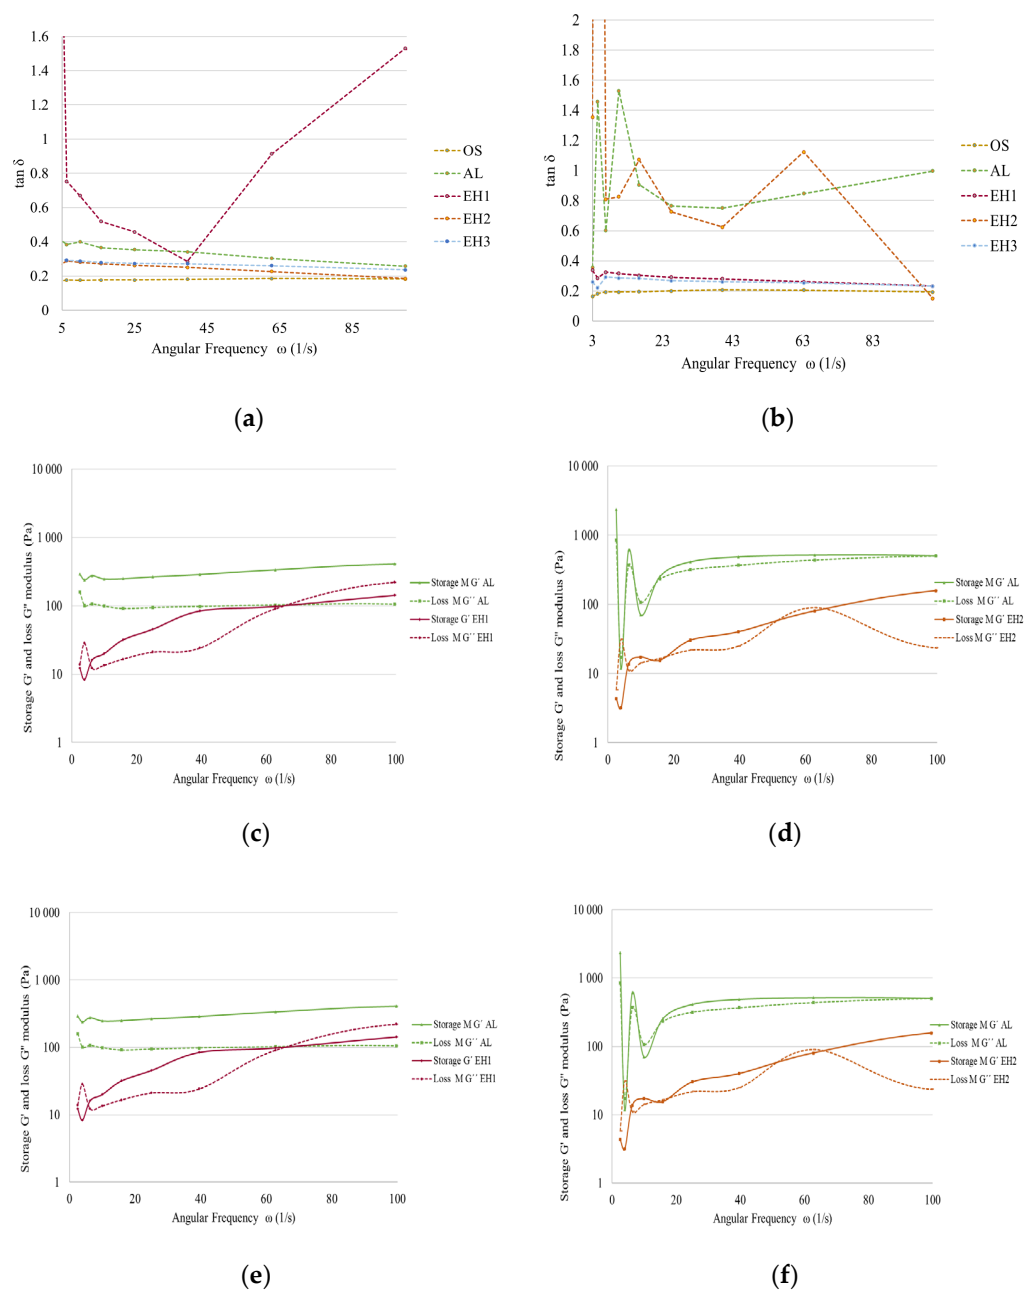 1.6
1.4
1.2
1
0.8
0.6
0.4
0.2
0
tan δ
5 25 45 65 85
Angular Frequency ω (1/s)
OS
AL
EH1
EH2
EH3
(a)
2
1.8
1.6
1.4
1.2
1
0.8
0.6
0.4
0.2
0
tan δ
3 23 43 63 83
Angular Frequency ω (1/s)
OS
AL
EH1
EH2
EH3
(b)
10 000
1 000
100
10
1
Storage G' and loss G'' modulus (Pa)
0 20 40 60 80 100
Angular Frequency ω (1/s)
Storage M G' AL
Loss M G'' AL
Storage G' EH1
Loss M G'' EH1
(c)
10 000
1 000
100
10
1
Storage G' and loss G'' modulus (Pa)
0 20 40 60 80 100
Angular Frequency ω (1/s)
Storage M G' AL
Loss M G'' AL
Storage M G' EH2
Loss M G'' EH2
(d)
10 000
1 000
100
10
1
Storage G' and loss G'' modulus (Pa)
0 20 40 60 80 100
Angular Frequency ω (1/s)
Storage M G' AL
Loss M G'' AL
Storage G' EH1
Loss M G'' EH1
(e)
10 000
1 000
100
10
1
Storage G' and loss G'' modulus (Pa)
0 20 40 60 80 100
Angular Frequency ω (1/s)
Storage M G' AL
Loss M G'' AL
Storage M G' EH2
Loss M G'' EH2
(f)